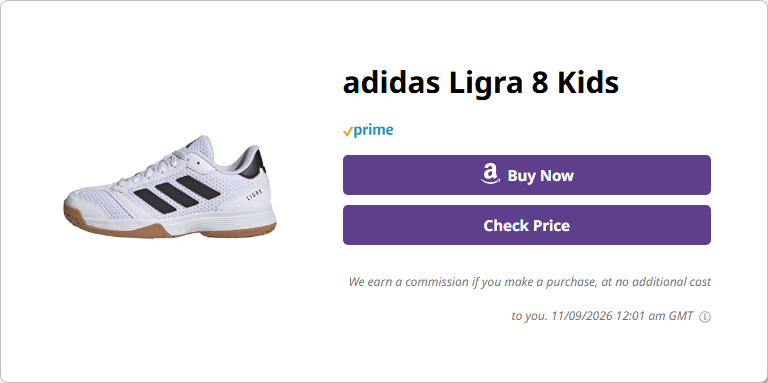 adidas Ligra 8 Kids
prime
a Buy Now
LIGRA
Check Price
We earn a commission if you make a purchase, at no additional cost
to you. 11/09/2026 12:01 am GMT